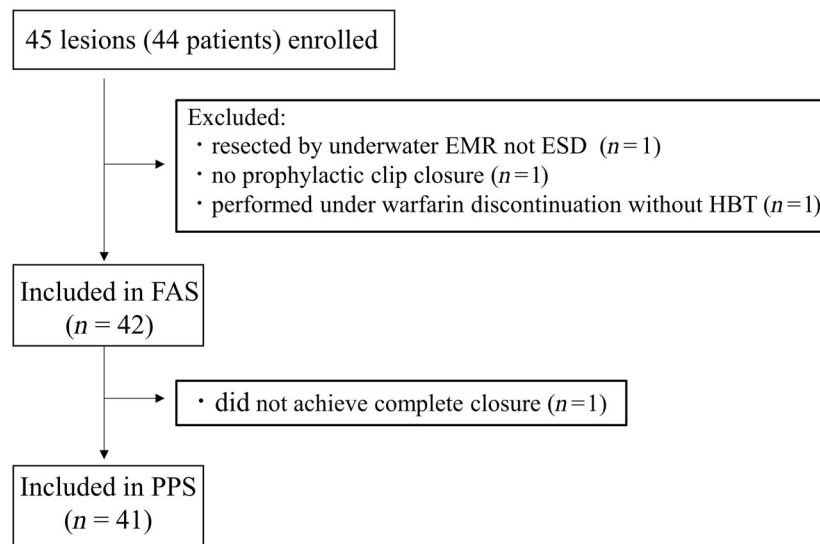 45 lesions (44 patients) enrolled
Excluded:
・resected by underwater EMR not ESD (n=1)
・no prophylactic clip closure (n=1)
・performed under warfarin discontinuation without HBT (n=1)
Included in FAS
(n = 42)
・did not achieve complete closure (n=1)
Included in PPS
(n = 41)